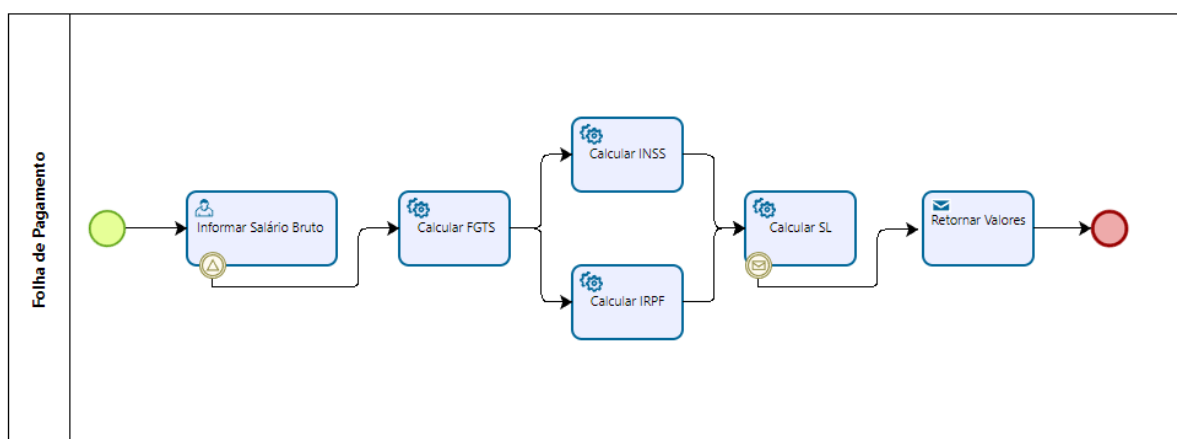 Folha de Pagamento
Informar Salário Bruto
Calcular FGTS
Calcular INSS
Calcular IRPF
Calcular SL
Retornar Valores